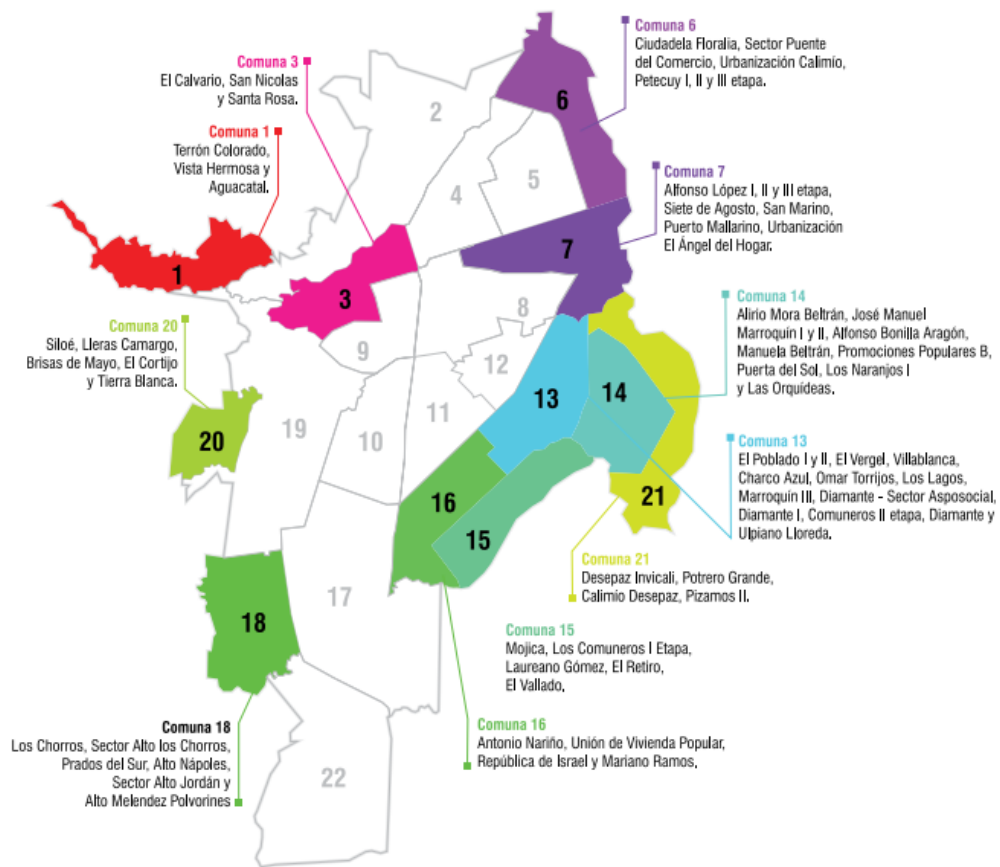 Comuna 6
Ciudadela Floralia, Sector Puente
del Comercio, Urbanización Calimío,
Petecuy I, II y III etapa.
Comuna 3
El Calvario, San Nicolas
y Santa Rosa.
Comuna 1
Terrón Colorado,
Vista Hermosa y
Aguacatal.
Comuna 7
Alfonso López I, II y III etapa,
Siete de Agosto, San Marino,
Puerto Mallarino, Urbanización
El Ángel del Hogar.
Comuna 14
Alirio Mora Beltrán, José Manuel
Marroquín I y II, Alfonso Bonilla Aragón,
Manuela Beltrán, Promociones Populares B,
Puerta del Sol, Los Naranjos I
y Las Orquídeas.
Comuna 20
Siloé, Lleras Camargo,
Brisas de Mayo, El Cortijo
y Tierra Blanca.
Comuna 13
El Poblado I y II, El Vergel, Villablanca,
Charco Azul, Omar Torrijos, Los Lagos,
Marroquín III, Diamante - Sector Asposocial,
Diamante I, Comuneros II etapa, Diamante y
Ulpiano Lloreda.
Comuna 21
Desepaz Invicali, Potrero Grande,
Calimío Desepaz, Pizamos II.
Comuna 15
Mojica, Los Comuneros I Etapa,
Laureano Gómez, El Retiro,
El Vallado,
Comuna 16
Antonio Nariño, Unión de Vivienda Popular,
República de Israel y Mariano Ramos,
Comuna 18
Los Chorros, Sector Alto los Chorros,
Prados del Sur, Alto Nápoles,
Sector Alto Jordán y
Alto Melendez Polvorines
2
6
4
5
7
1
3
8
9
12
13
14
11
10
19
20
16
21
15
17
18
22